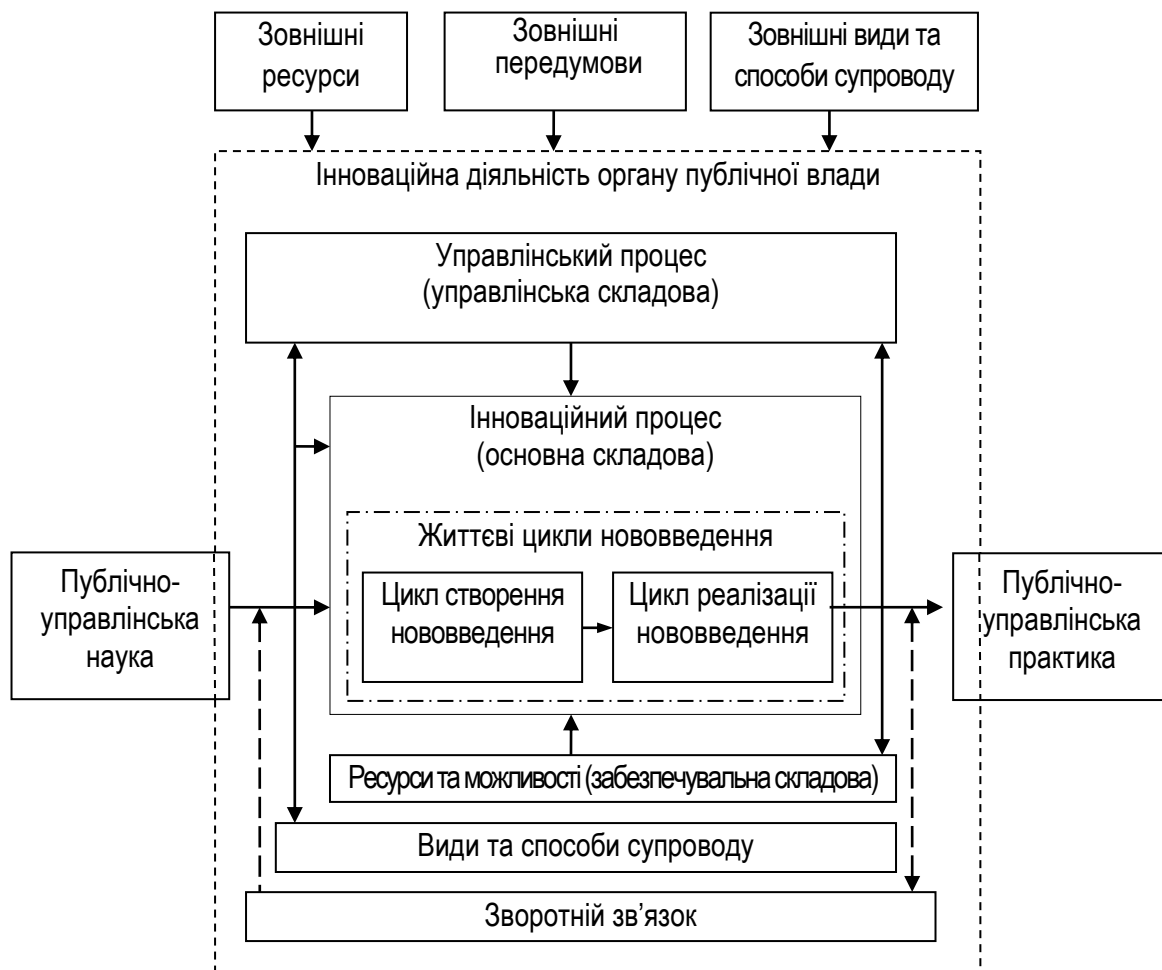 Зовнішні
ресурси
Зовнішні
передумови
Зовнішні види та
способи супроводу
Інноваційна діяльність органу публічної влади
Управлінський процес
(управлінська складова)
Інноваційний процес
(основна складова)
Життєві цикли нововведення
Публічно-
управлінська
наука
Цикл створення
нововведення
Цикл реалізації
нововведення
Публічно-
управлінська
практика
Ресурси та можливості (забезпечувальна складова)
Види та способи супроводу
Зворотній зв’язок